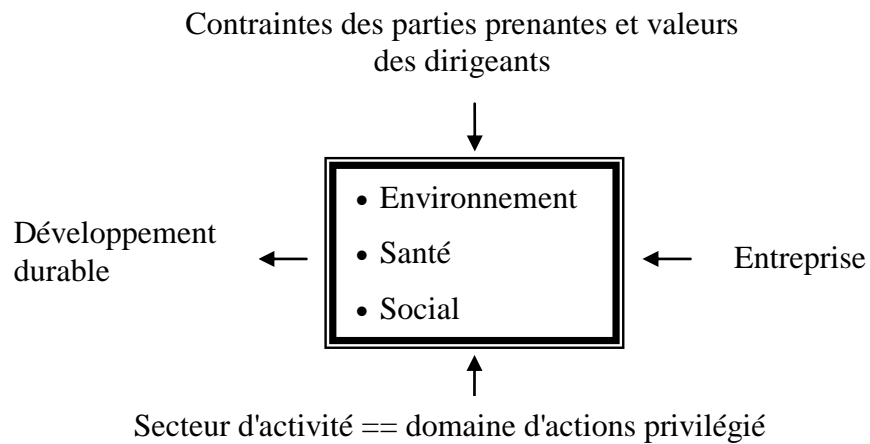 Contraintes des parties prenantes et valeurs
des dirigeants
• Environnement
Développement
durable
• Santé
Entreprise
• Social
Secteur d'activité == domaine d'actions privilégié